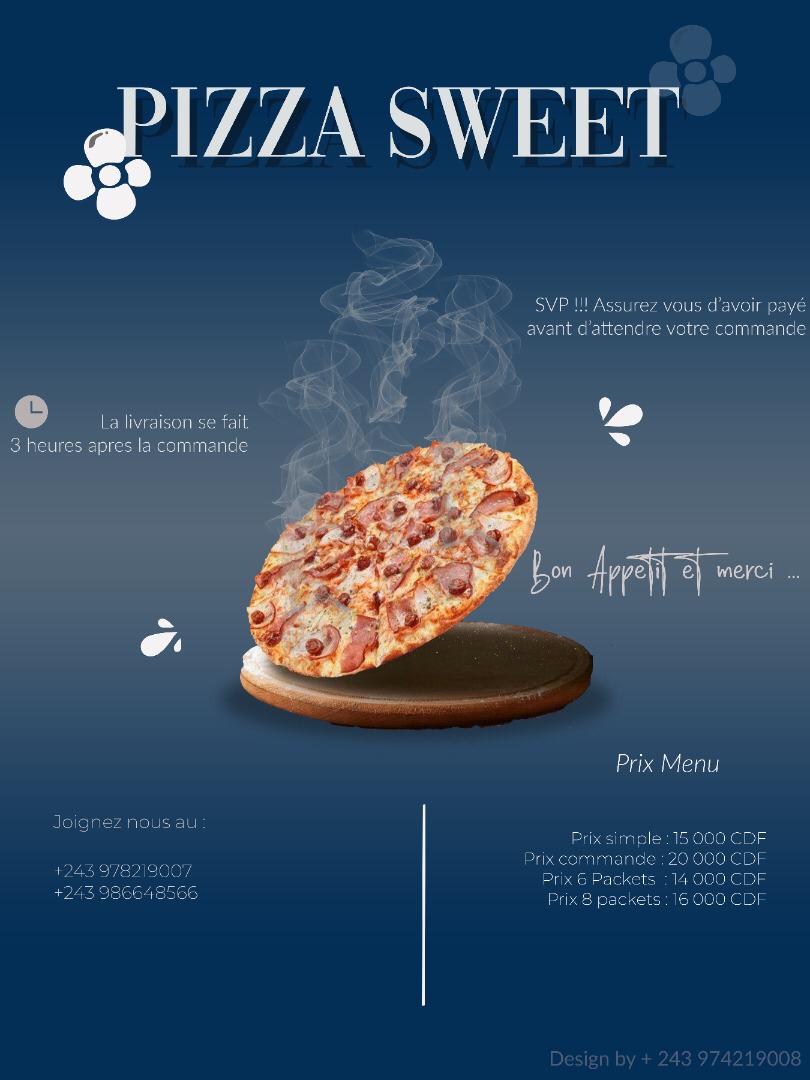 PIZZA SWEET
SVP !!! Assurez vous d'avoir payé
avant d'attendre votre commande
La livraison se fait
3 heures apres la commande
Bon Appetit et merci ...
Prix Menu
Joignez nous au :
+243 978219007
+243 986648566
Prix simple : 15 000 CDF
Prix commande : 20 000 CDF
Prix 6 Packets : 14 000 CDF
Prix 8 packets : 16 000 CDF
Design by + 243 974219008